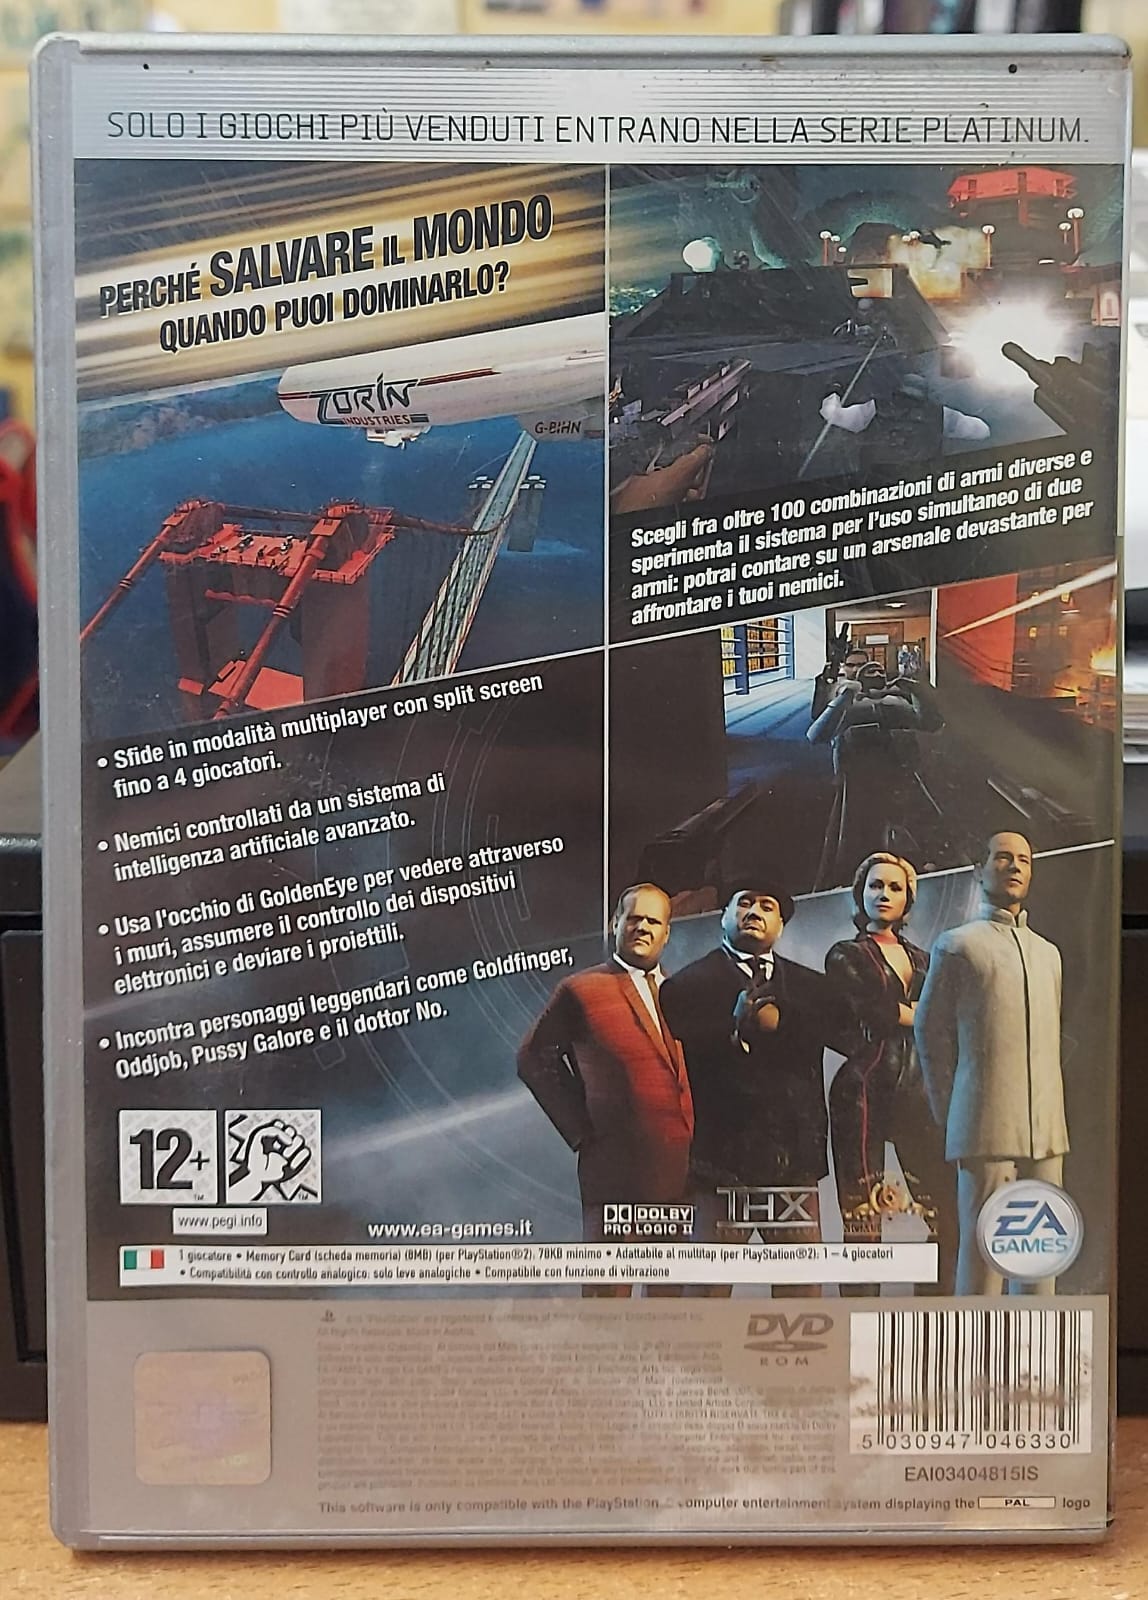 SOLO I GIOCHI PIÙ VENDUTI ENTRANO NELLA SERIE PLATINUM.
PERCHÉ SALVARE IL MONDO
QUANDO PUOI DOMINARLO?
ZORIN
INDUSTRIES
G-BIHN
Scegli fra oltre 100 combinazioni di armi diverse e
sperimenta il sistema per l'uso simultaneo di due
armi: potrai contare su un arsenale devastante per
affrontare i tuoi nemici.
• Sfide in modalità multiplayer con split screen
fino a 4 giocatori.
• Nemici controllati da un sistema di
intelligenza artificiale avanzato.
• Usa l'occhio di GoldenEye per vedere attraverso
i muri, assumere il controllo dei dispositivi
elettronici e deviare i proiettili.
• Incontra personaggi leggendari come Goldfinger,
Oddjob, Pussy Galore e il dottor No.
12+
www.pegi.info
www.ea-games.it
DOLBY
PRO LOGIC II
THX
EA
GAMES
1 giocatore • Memory Card (scheda memoria) (8MB) (per PlayStation®2): 78KB minimo • Adattabile al multitap (per PlayStation®2): 1 – 4 giocatori
• Compatibilità con controllo analogico: solo leve analogiche • Compatibile con funzione di vibrazione
DVD
ROM
5 030947 046330
EAI03404815IS
This software is only compatible with the PlayStation 2 computer entertainment system displaying the PAL logo